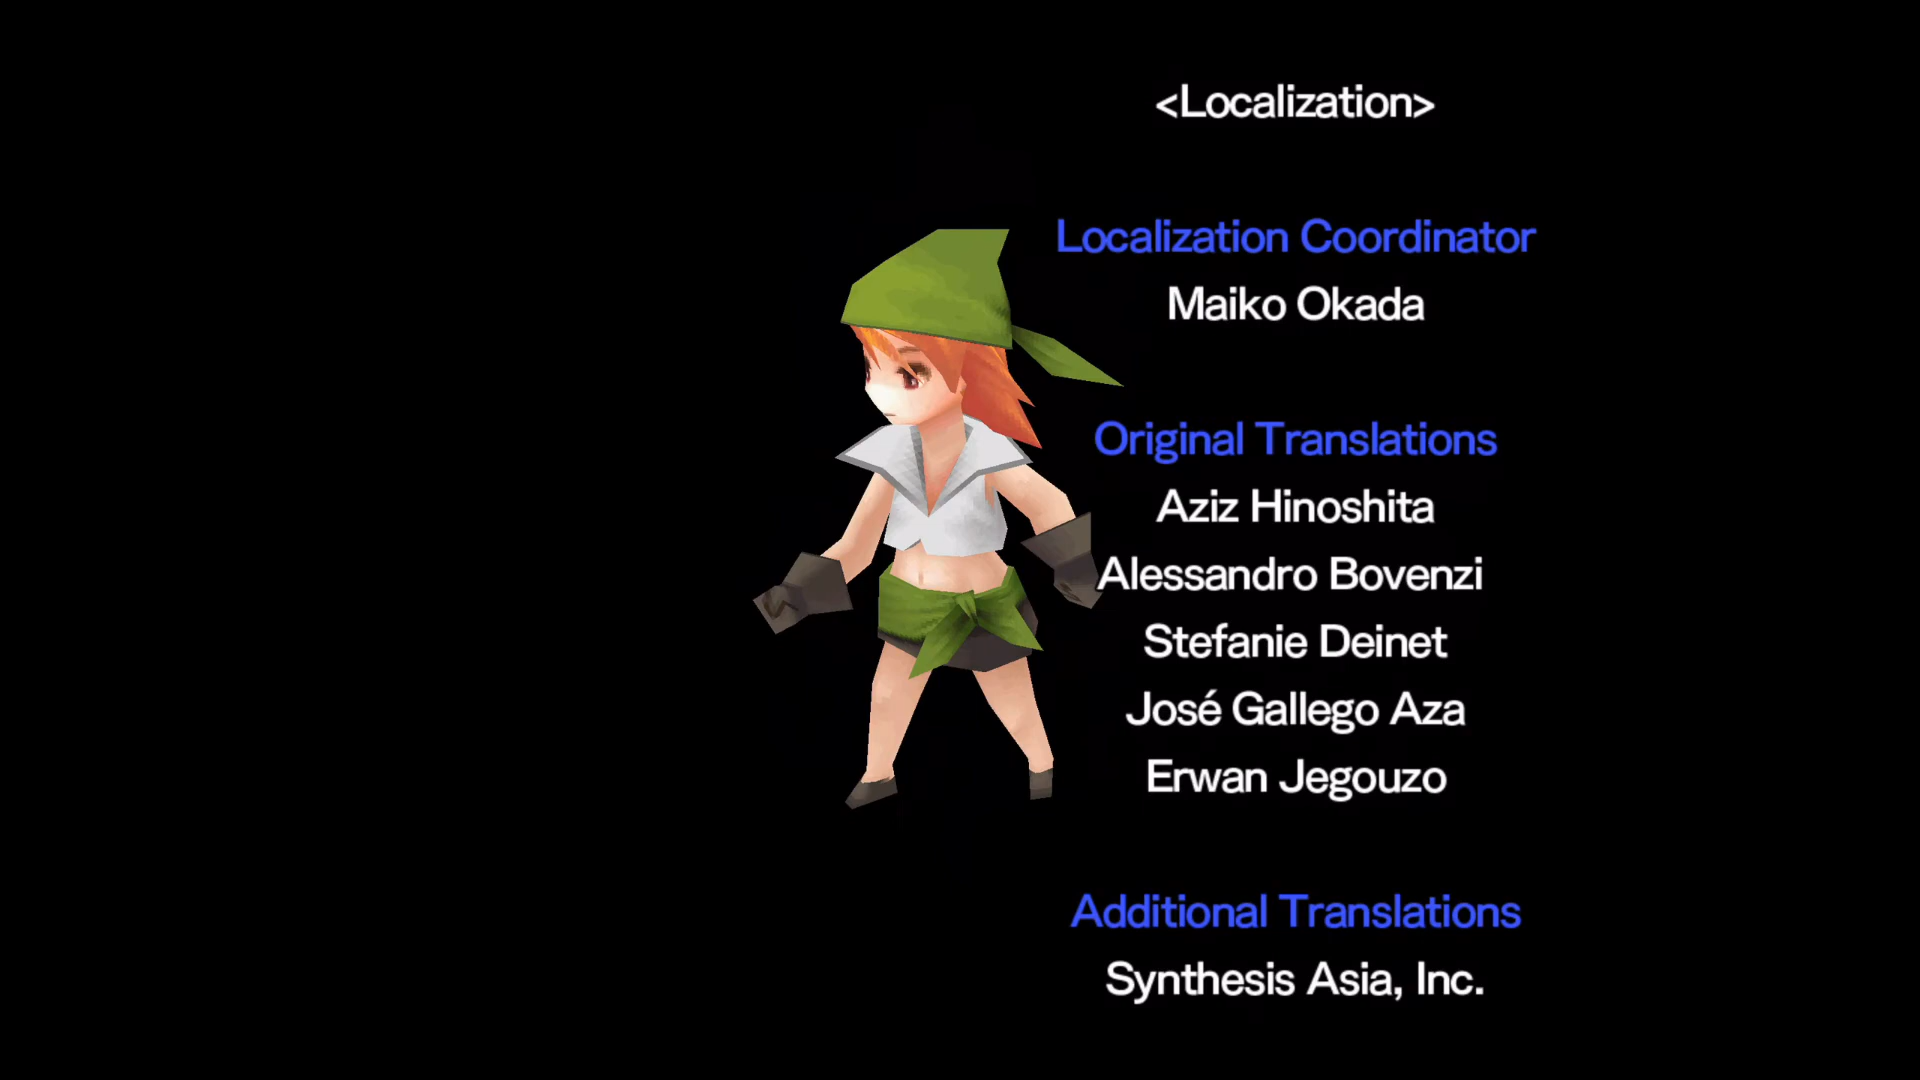 <Localization>
Localization Coordinator
Maiko Okada
Original Translations
Aziz Hinoshita
Alessandro Bovenzi
Stefanie Deinet
José Gallego Aza
Erwan Jegouzo
Additional Translations
Synthesis Asia, Inc.